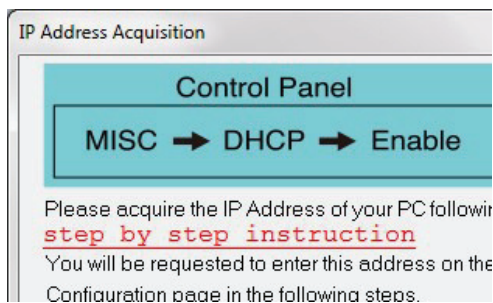 IP Address Acquisition
Control Panel
MISC ➔ DHCP ➔ Enable
Please acquire the IP Address of your PC
step by step instruction
You will be requested to enter this address on the
Configuration page in the following steps.